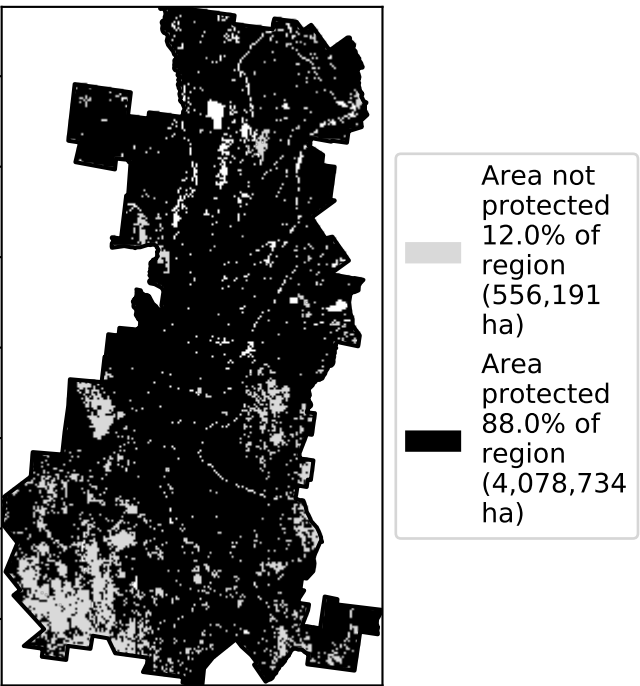 Area not
protected
12.0% of
region
(556,191
ha)
Area
protected
88.0% of
region
(4,078,734
ha)